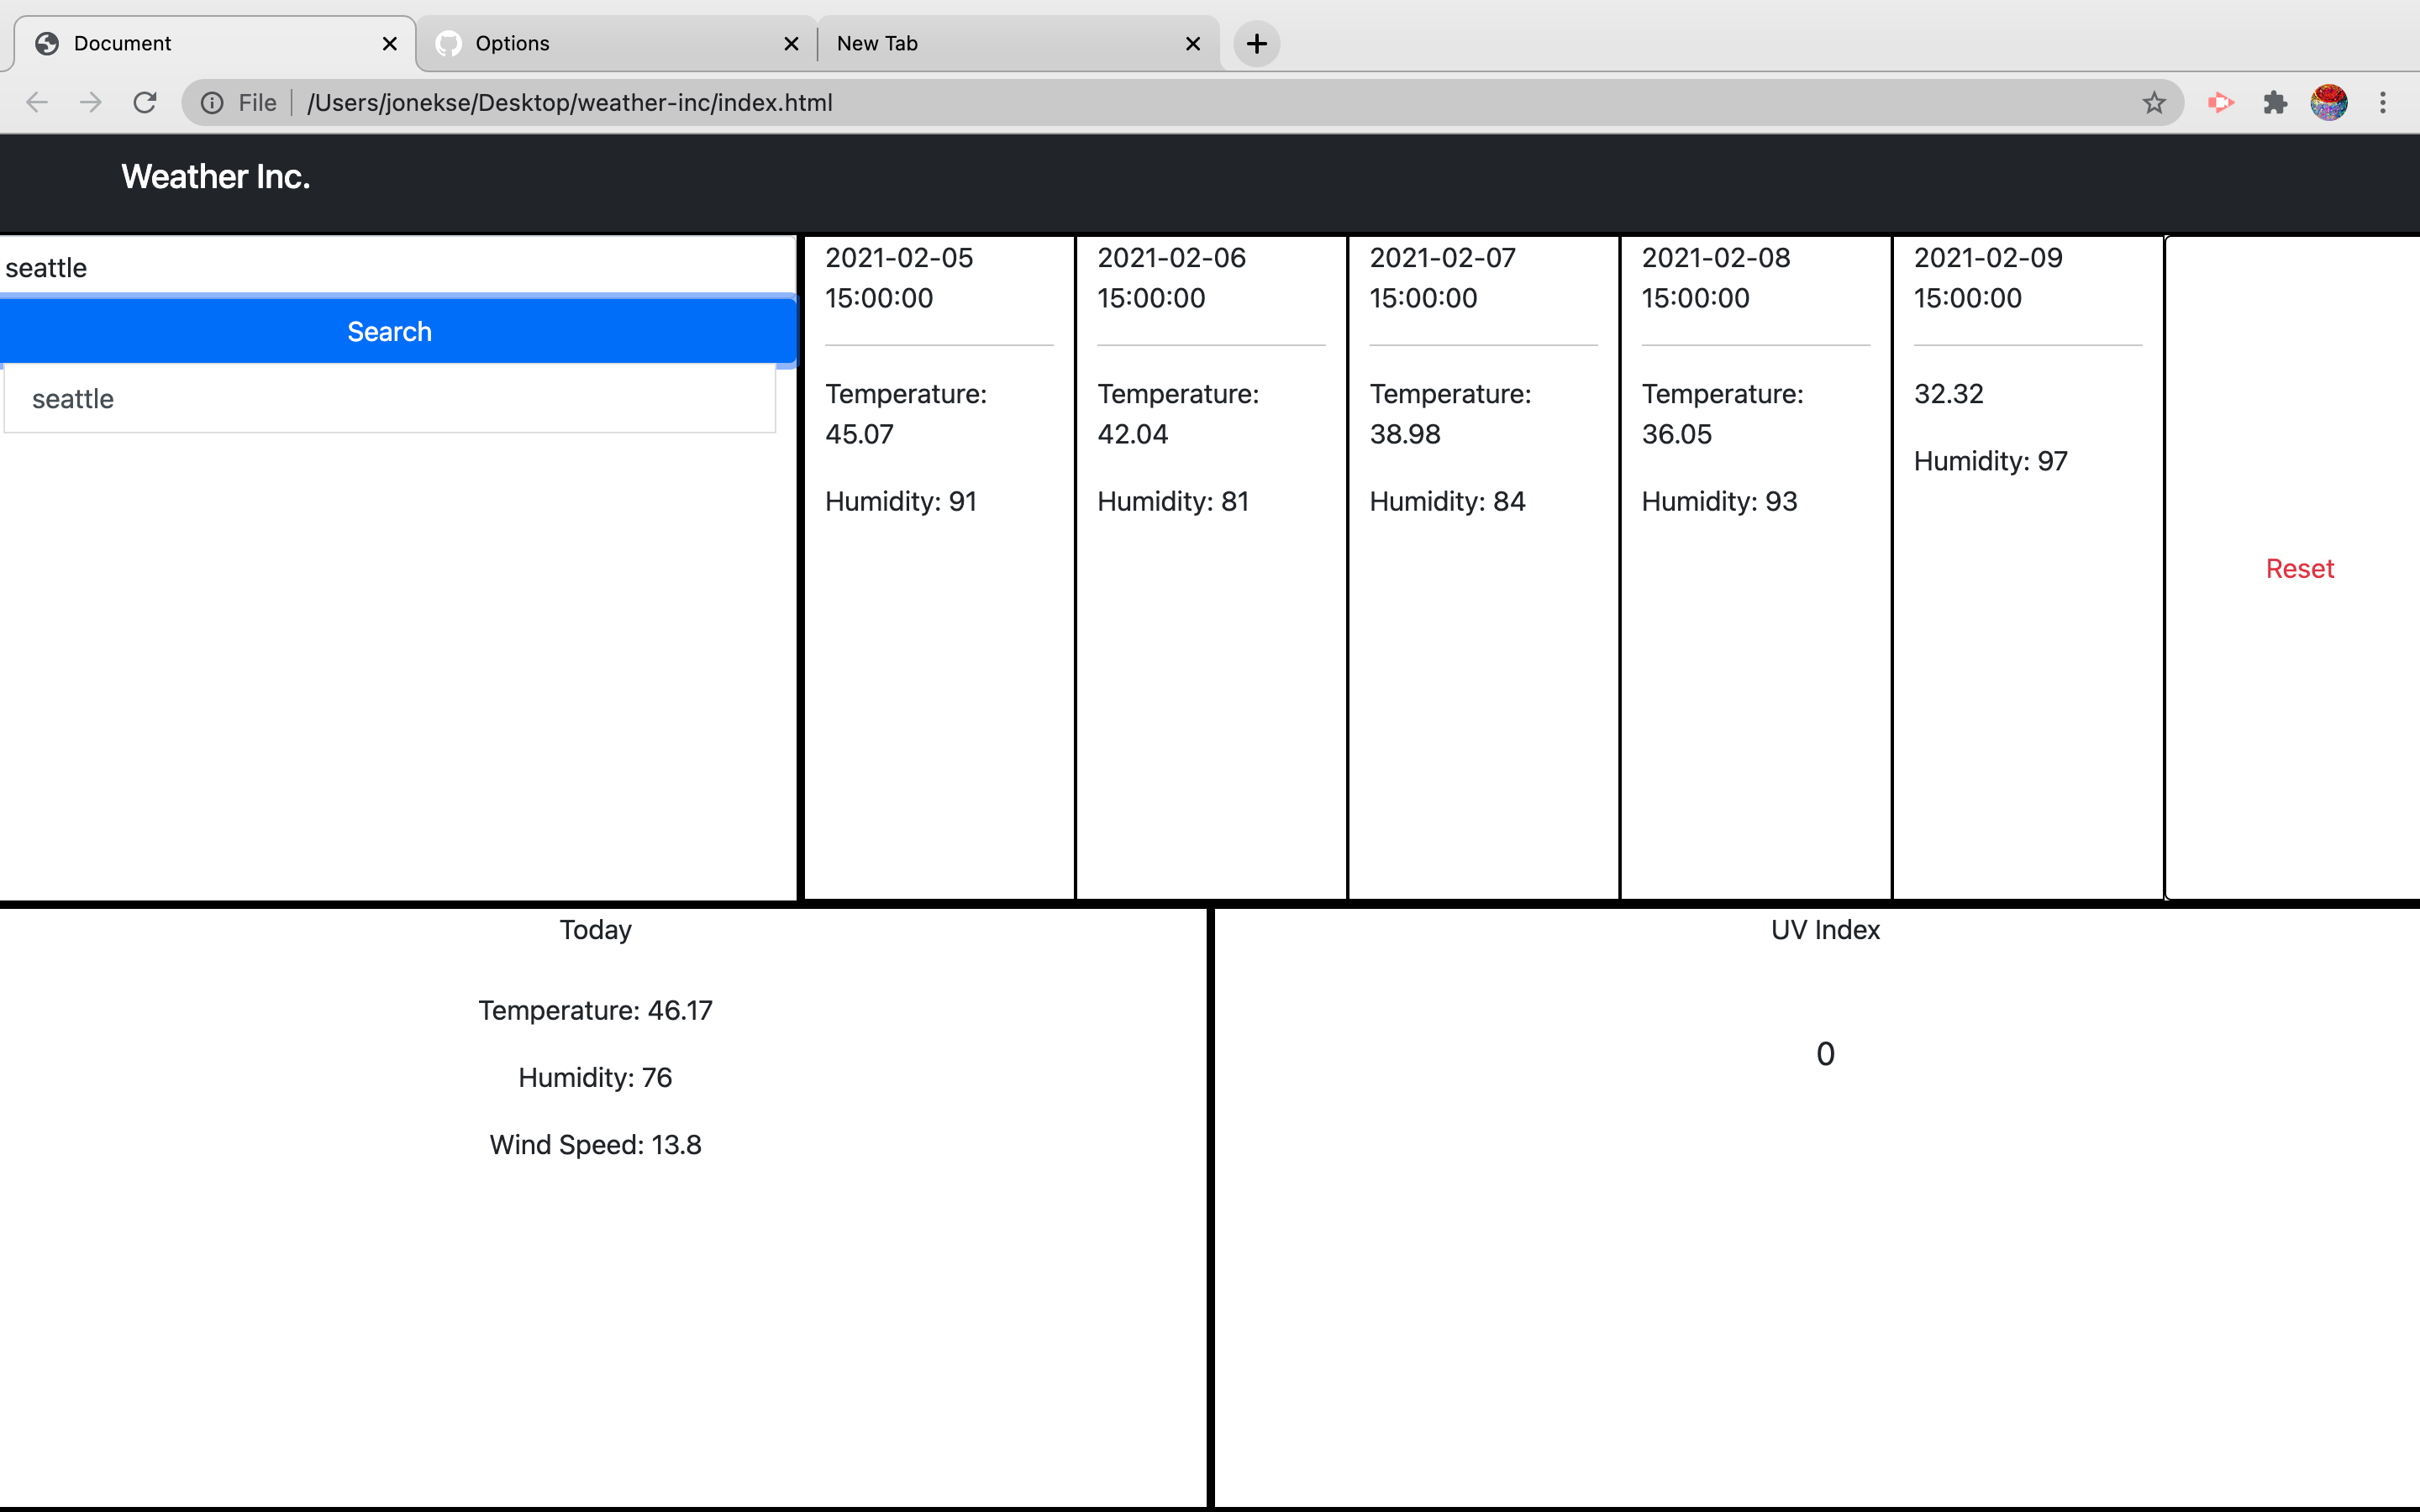 Document
Options
New Tab
File
/Users/jonekse/Desktop/weather-inc/index.html
Weather Inc.
seattle
Search
seattle
2021-02-05
15:00:00
Temperature:
45.07
Humidity: 91
2021-02-06
15:00:00
Temperature:
42.04
Humidity: 81
2021-02-07
15:00:00
Temperature:
38.98
Humidity: 84
2021-02-08
15:00:00
Temperature:
36.05
Humidity: 93
2021-02-09
15:00:00
32.32
Humidity: 97
Reset
Today
Temperature: 46.17
Humidity: 76
Wind Speed: 13.8
UV Index
0